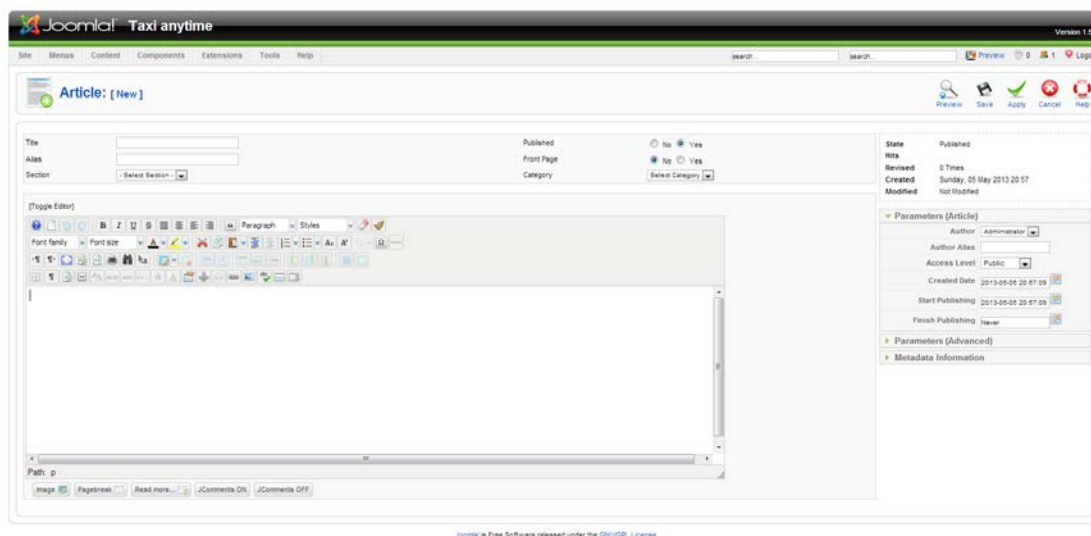 Joomla! Taxi anytime
Version 1.5
Site Menus Content Components Extensions Tools Help search... search... Preview 0 1 Logo
Article: [ New ]
Preview Save Apply Cancel Help
Title Published No Yes
Alias Front Page No Yes
Section - Select Section - Category Select Category
State Published
Hits
Revised 0 Times
Created Sunday, 05 May 2013 20:57
Modified Not Modified
[Toggle Editor]
Paragraph Styles
Font family Font size
Path: p
Image Pagebreak Read more... JComments ON JComments OFF
Parameters (Article)
Author Administrator
Author Alias
Access Level Public
Created Date 2013-05-05 20:57:09
Start Publishing 2013-05-05 20:57:09
Finish Publishing Never
Parameters (Advanced)
Metadata Information
Joomla! is Free Software released under the GNU/GPL License.